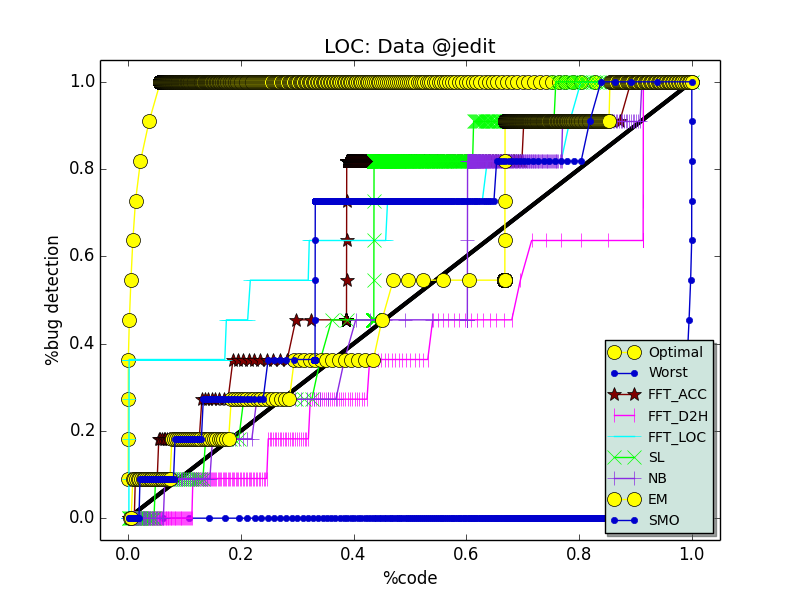 LOC: Data @jedit
%bug detection
1.0
0.8
0.6
0.4
0.2
0.0
0.0 0.2 0.4 0.6 0.8 1.0
%code
Optimal
Worst
FFT_ACC
FFT_D2H
FFT_LOC
SL
NB
EM
SMO